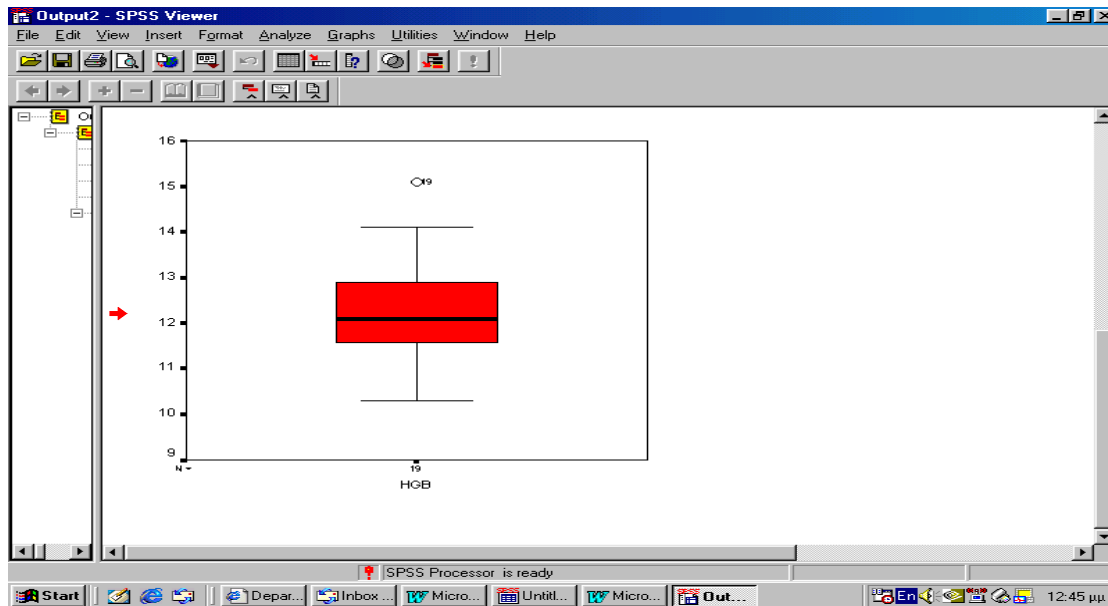 Output2 - SPSS Viewer
File Edit View Insert Format Analyze Graphs Utilities Window Help
16
15
14
13
12
11
10
9
19
N =
19
HGB
SPSS Processor is ready
Start
Depar...
Inbox ...
Micro...
Untitl...
Micro...
Out...
En
12:45 μμ